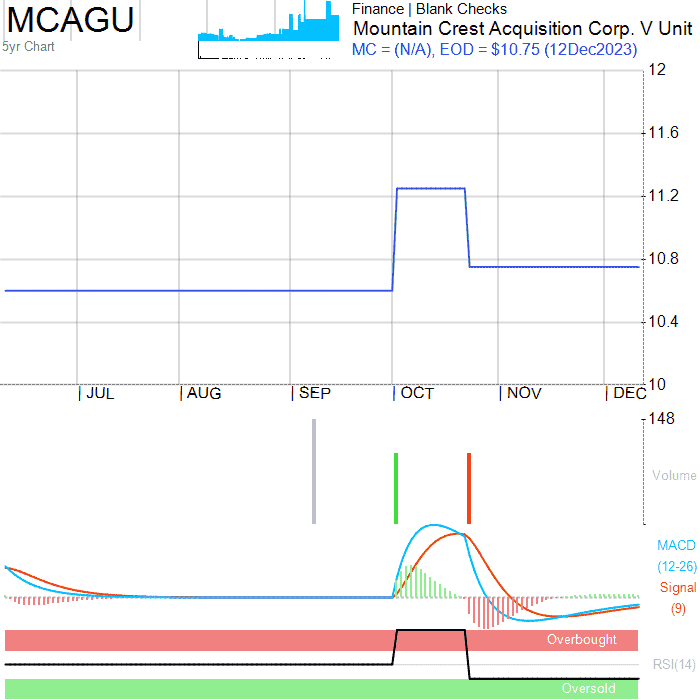 MCAGU
5yr Chart
Finance | Blank Checks
Mountain Crest Acquisition Corp. V Unit
MC = (N/A), EOD = $10.75 (12Dec2023)
12
11.6
11.2
10.8
10.4
10
JUL AUG SEP OCT NOV DEC
148
Volume
MACD
(12-26)
Signal
(9)
Overbought
RSI(14)
Oversold